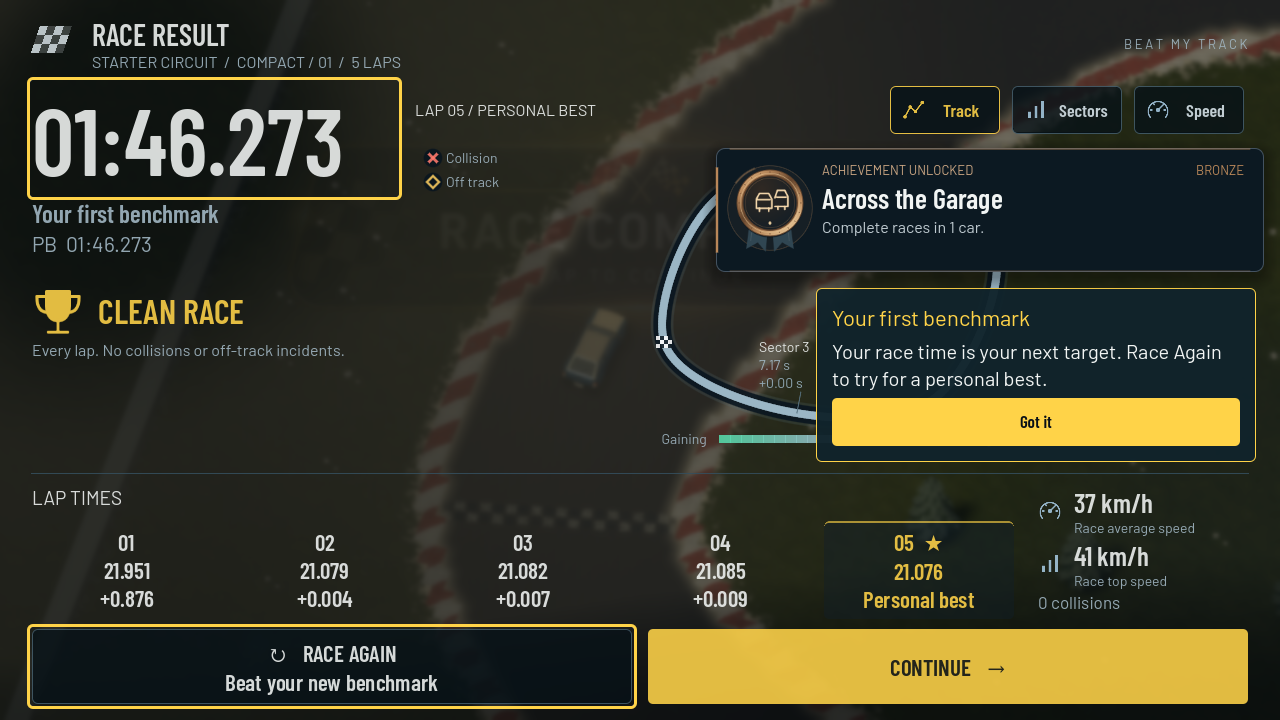 RACE RESULT
STARTER CIRCUIT / COMPACT / 01 / 5 LAPS
BEAT MY TRACK
01:46.273
LAP 05 / PERSONAL BEST
Collision
Off track
Track
Sectors
Speed
Your first benchmark
PB 01:46.273
ACHIEVEMENT UNLOCKED
BRONZE
Across the Garage
Complete races in 1 car.
CLEAN RACE
Every lap. No collisions or off-track incidents.
Sector 3
7.17 s
+0.00 s
Gaining
Your first benchmark
Your race time is your next target. Race Again
to try for a personal best.
Got it
LAP TIMES
01
21.951
+0.876
02
21.079
+0.004
03
21.082
+0.007
04
21.085
+0.009
05 ★
21.076
Personal best
37 km/h
Race average speed
41 km/h
Race top speed
0 collisions
↻ RACE AGAIN
Beat your new benchmark
CONTINUE →